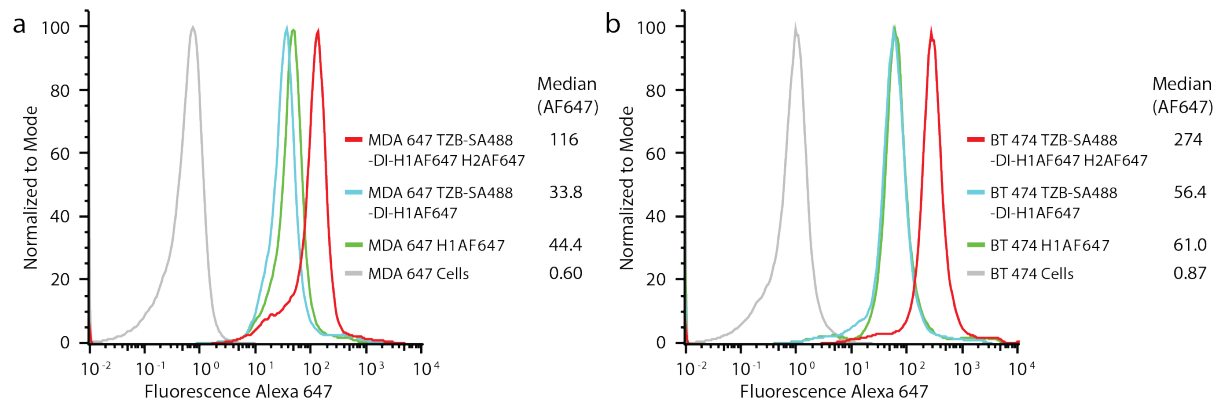 a
100
80
60
40
20
0
Normalized to Mode
10-2
10-1
100
101
102
103
104
Fluorescence Alexa 647
Median
(AF647)
MDA 647 TZB-SA488
-DI-H1AF647 H2AF647
116
MDA 647 TZB-SA488
-DI-H1AF647
33.8
MDA 647 H1AF647
44.4
MDA 647 Cells
0.60
b
100
80
60
40
20
0
Normalized to Mode
10-2
10-1
100
101
102
103
104
Fluorescence Alexa 647
Median
(AF647)
BT 474 TZB-SA488
-DI-H1AF647 H2AF647
274
BT 474 TZB-SA488
-DI-H1AF647
56.4
BT 474 H1AF647
61.0
BT 474 Cells
0.87